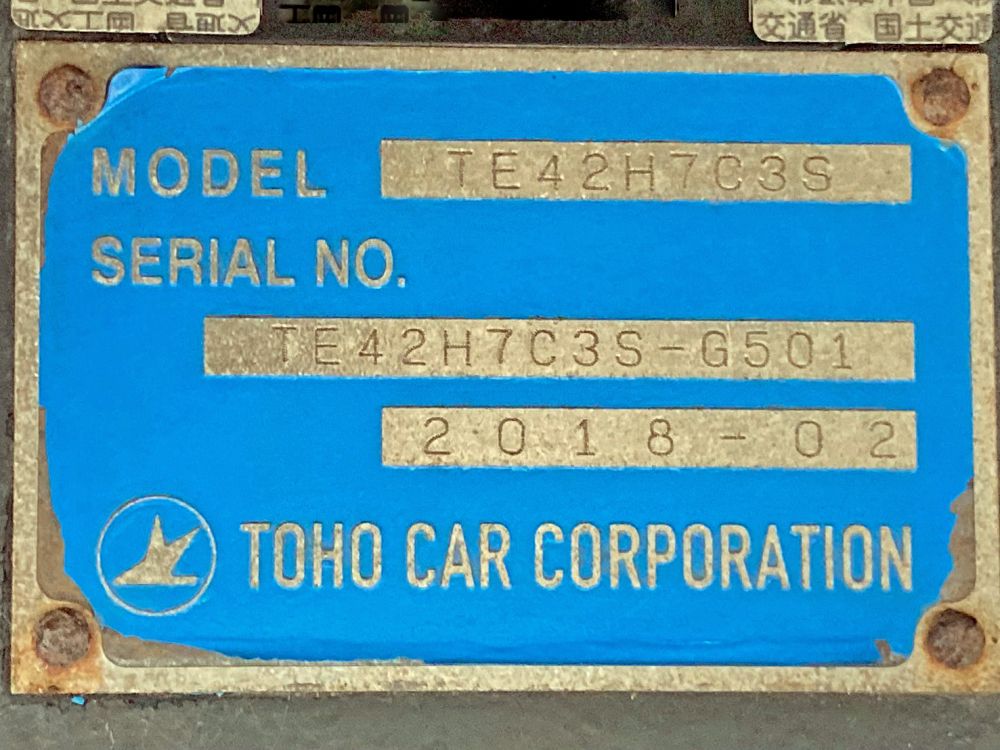 交通省 国土交通
MODEL TE42H7C3S
SERIAL NO.
TE42H7C3S-G501
2018-02
TOHO CAR CORPORATION